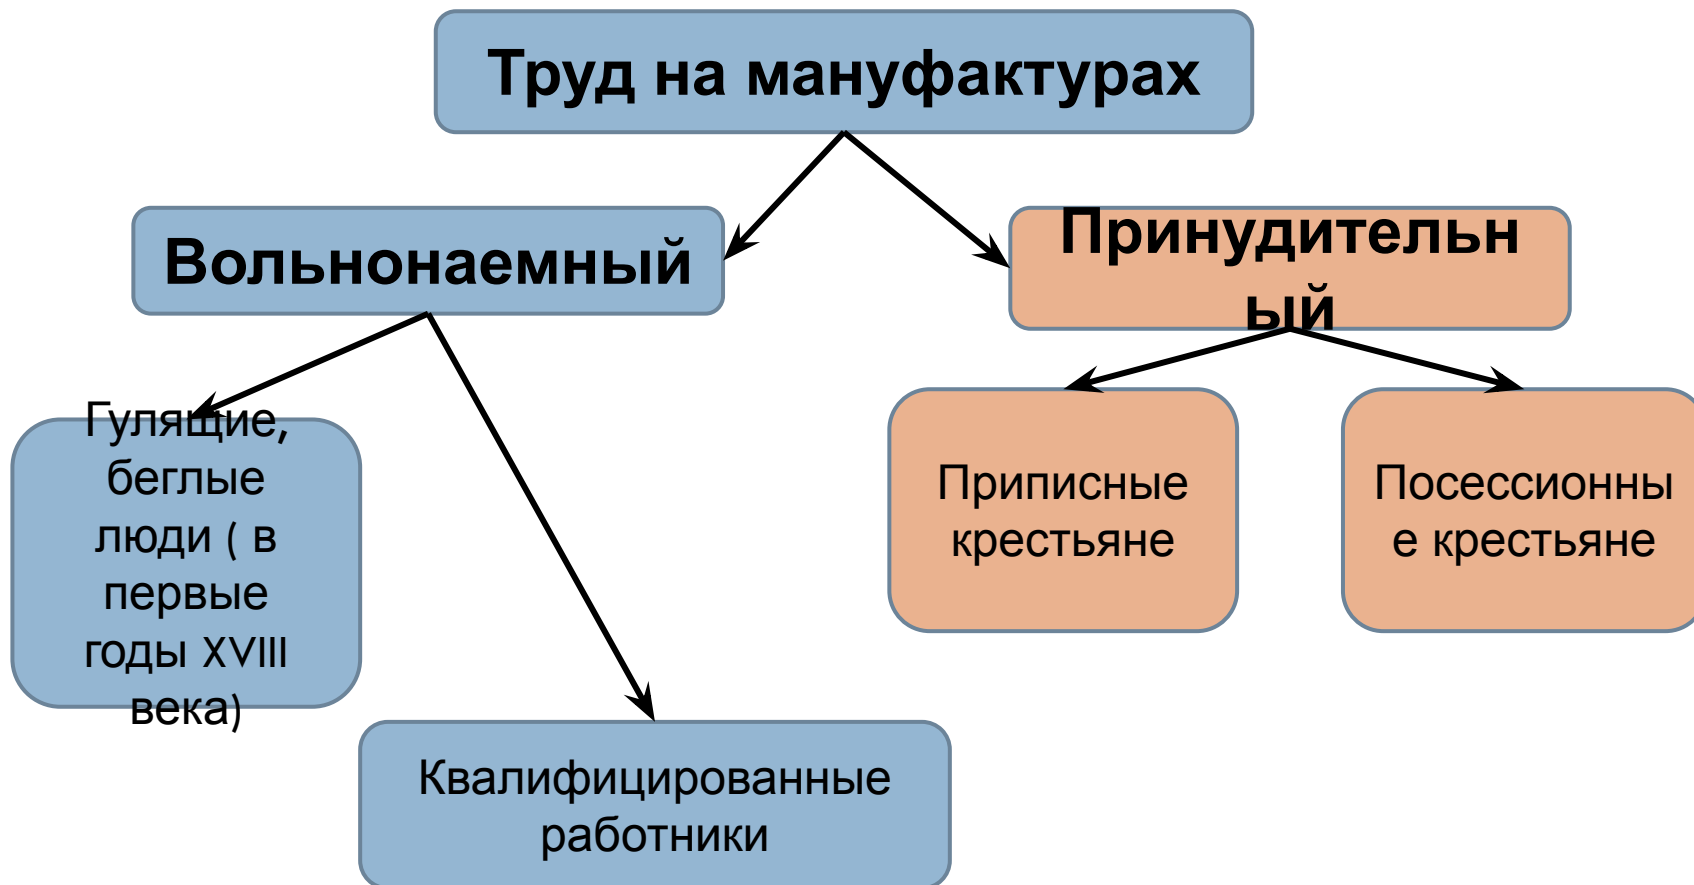 Труд на мануфактурах
Вольнонаемный
Принудительн
ый
Гулящие,
беглые
люди ( в
первые
годы XVIII
века)
Приписные
крестьяне
Посессионны
е крестьяне
Квалифицированные
работники